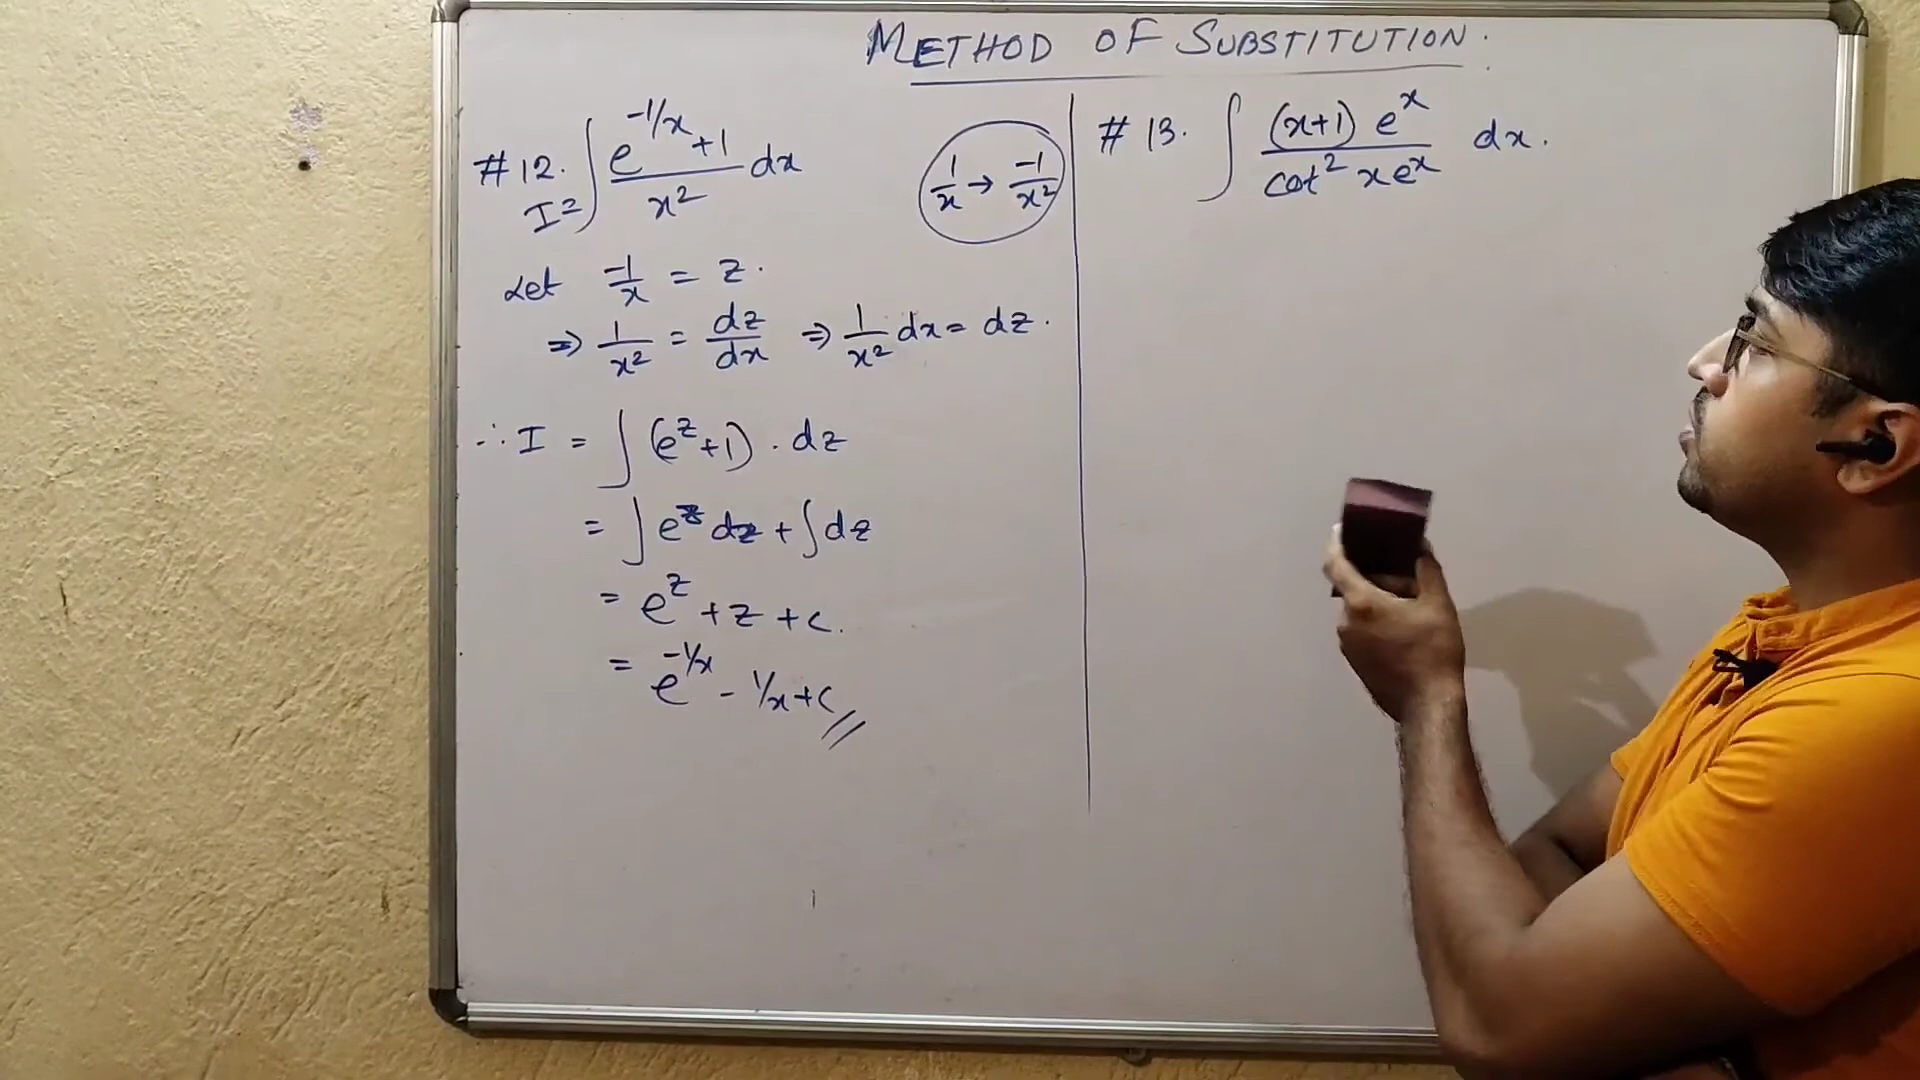 METHOD OF SUBSTITUTION.
#12. I = ∫ (e^(-1/x) + 1)/x² dx
1/x → -1/x²
Let -1/x = z.
⇒ 1/x² = dz/dx ⇒ 1/x² dx = dz.
∴ I = ∫ (e^z + 1) . dz
= ∫ e^z dz + ∫ dz
= e^z + z + c.
= e^(-1/x) - 1/x + c //
#13. ∫ (x+1) e^x / cot² x e^x dx.